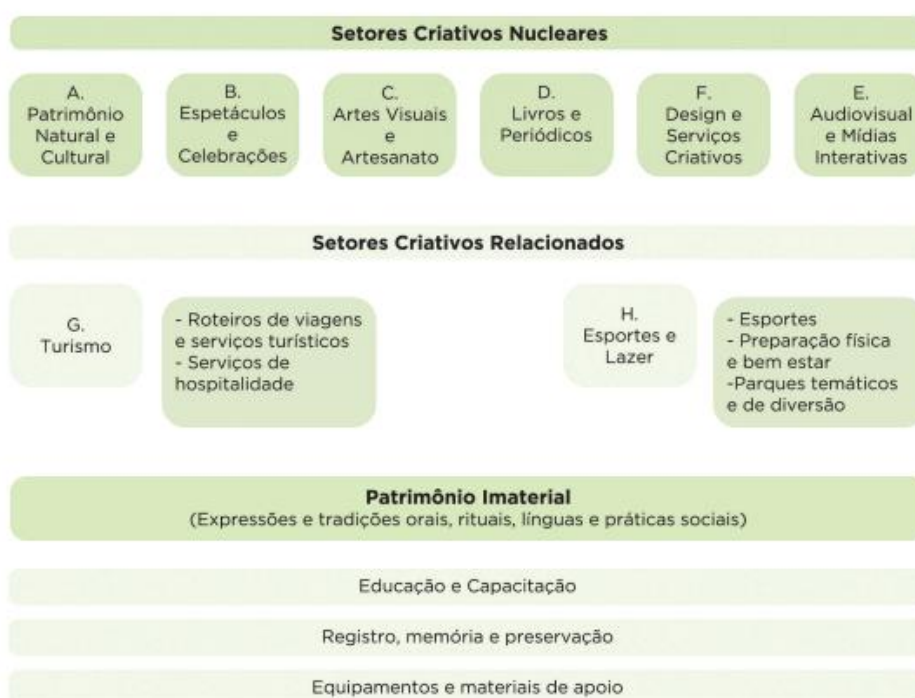 Setores Criativos Nucleares
A.
Patrimônio
Natural e
Cultural
B.
Espetáculos
e
Celebrações
C.
Artes Visuais
e
Artesanato
D.
Livros e
Periódicos
F.
Design e
Serviços
Criativos
E.
Audiovisual
e Mídias
Interativas
Setores Criativos Relacionados
G.
Turismo
- Roteiros de viagens
e serviços turísticos
- Serviços de
hospitalidade
H.
Esportes e
Lazer
- Esportes
- Preparação física
e bem estar
-Parques temáticos
e de diversão
Patrimônio Imaterial
(Expressões e tradições orais, rituais, línguas e práticas sociais)
Educação e Capacitação
Registro, memória e preservação
Equipamentos e materiais de apoio